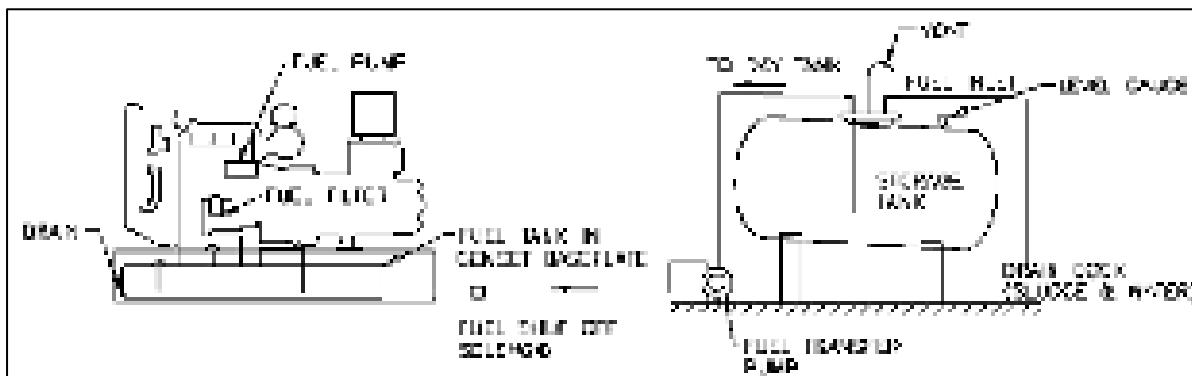 FUEL PUMP
FUEL FILTER
DRAIN
FUEL TANK IN
GENSET BASEPLATE
FUEL SHUT OFF
SOLENOID
VENT
TO DAY TANK
FUEL INLET
LEVEL GAUGE
STORAGE
TANK
DRAIN COCK
(SLUDGE & WATER)
FUEL TRANSFER
PUMP